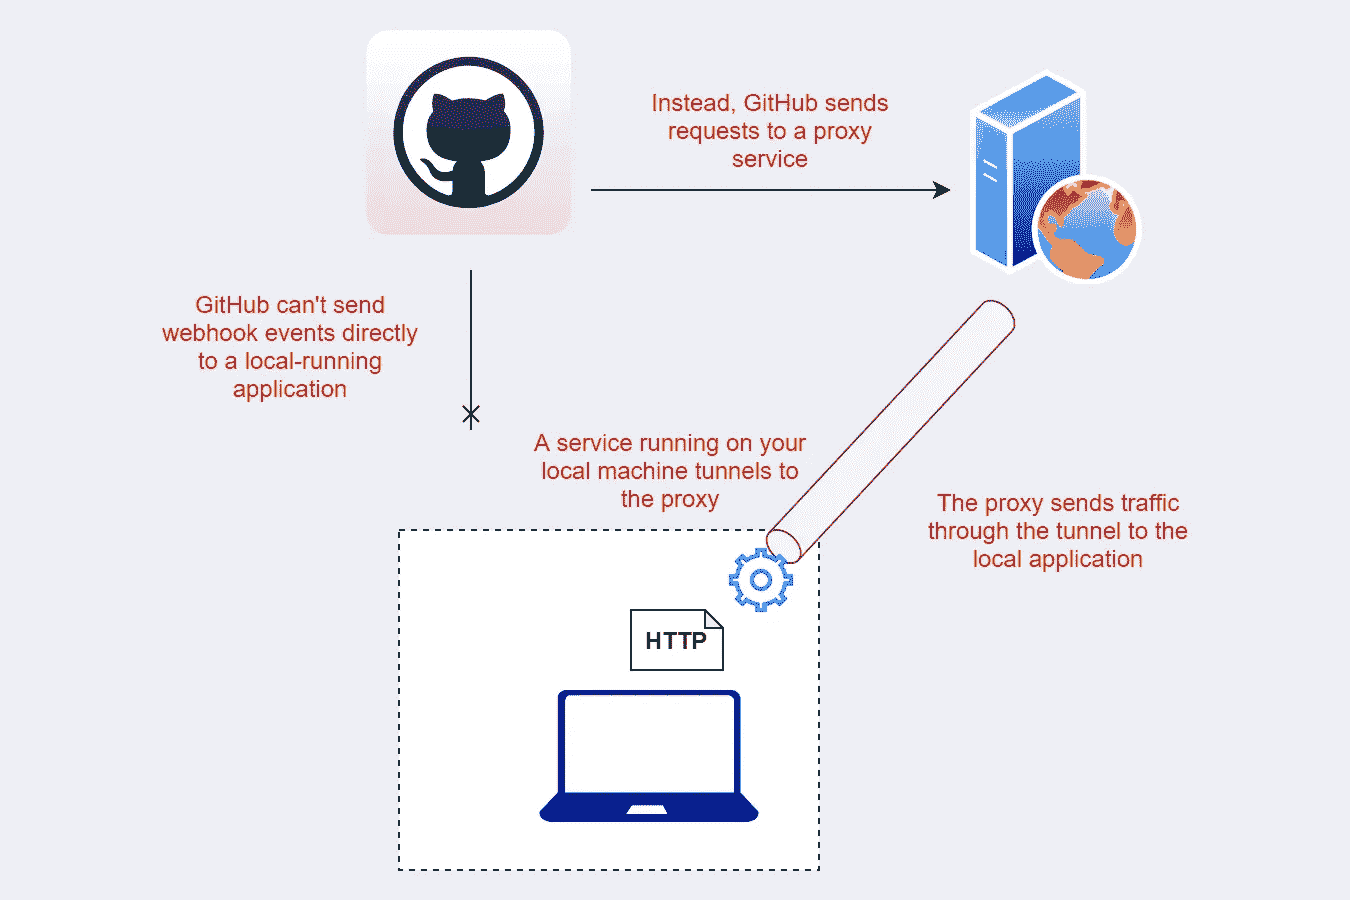 Instead, GitHub sends
requests to a proxy
service
GitHub can't send
webhook events directly
to a local-running
application
A service running on your
local machine tunnels to
the proxy
The proxy sends traffic
through the tunnel to the
local application
HTTP